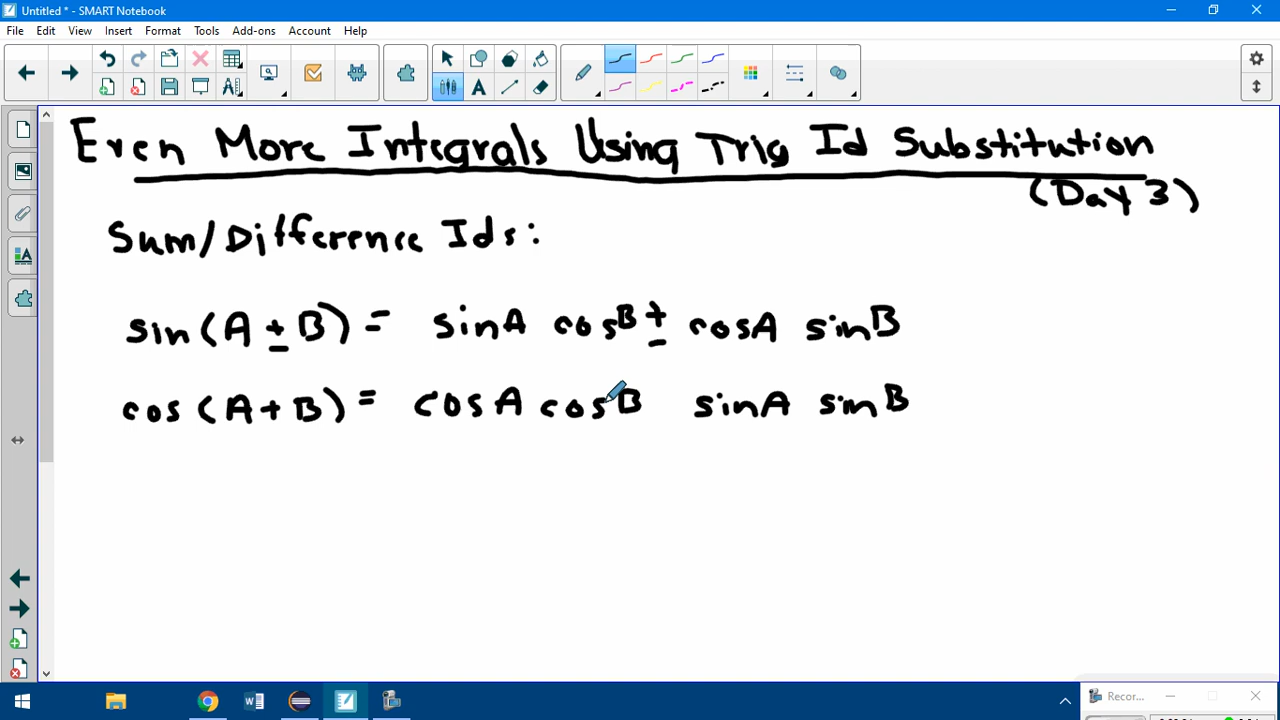 Untitled * - SMART Notebook
File Edit View Insert Format Tools Add-ons Account Help
Even More Integrals Using Trig Id Substitution
(Day 3)
Sum/Difference Ids:
sin(A ± B) = sinA cosB ± cosA sinB
cos(A + B) = cosA cosB sinA sinB
Recor...